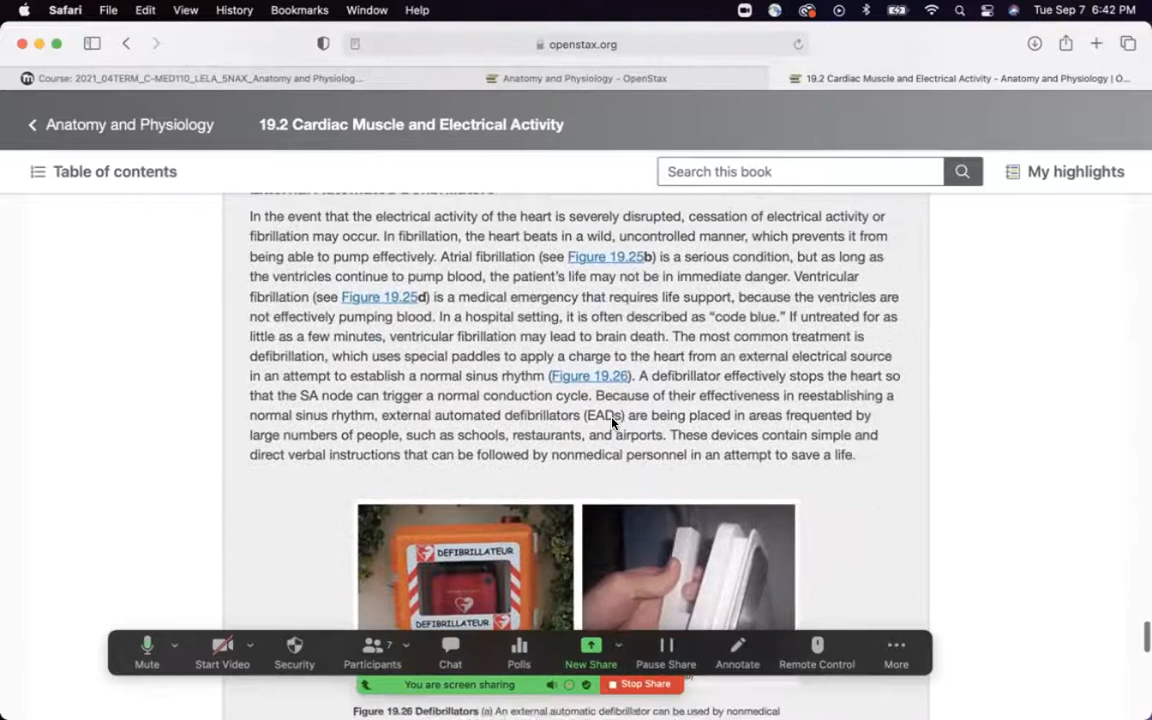 Safari File Edit View History Bookmarks Window Help Tue Sep 7 6:42 PM
openstax.org
Course: 2021_04TERM_C-MED110_LELA_5NAX_Anatomy and Physiolog... Anatomy and Physiology - OpenStax 19.2 Cardiac Muscle and Electrical Activity - Anatomy and Physiology | O...
Anatomy and Physiology 19.2 Cardiac Muscle and Electrical Activity
Table of contents Search this book My highlights
External Automated Defibrillators
In the event that the electrical activity of the heart is severely disrupted, cessation of electrical activity or
fibrillation may occur. In fibrillation, the heart beats in a wild, uncontrolled manner, which prevents it from
being able to pump effectively. Atrial fibrillation (see Figure 19.25b) is a serious condition, but as long as
the ventricles continue to pump blood, the patient's life may not be in immediate danger. Ventricular
fibrillation (see Figure 19.25d) is a medical emergency that requires life support, because the ventricles are
not effectively pumping blood. In a hospital setting, it is often described as “code blue.” If untreated for as
little as a few minutes, ventricular fibrillation may lead to brain death. The most common treatment is
defibrillation, which uses special paddles to apply a charge to the heart from an external electrical source
in an attempt to establish a normal sinus rhythm (Figure 19.26). A defibrillator effectively stops the heart so
that the SA node can trigger a normal conduction cycle. Because of their effectiveness in reestablishing a
normal sinus rhythm, external automated defibrillators (EADs) are being placed in areas frequented by
large numbers of people, such as schools, restaurants, and airports. These devices contain simple and
direct verbal instructions that can be followed by nonmedical personnel in an attempt to save a life.
DEFIBRILLATEUR
DEFIBRILLATEUR
Mute Start Video Security Participants 7 Chat Polls New Share Pause Share Annotate Remote Control More
You are screen sharing Stop Share
Figure 19.26 Defibrillators (a) An external automatic defibrillator can be used by nonmedical